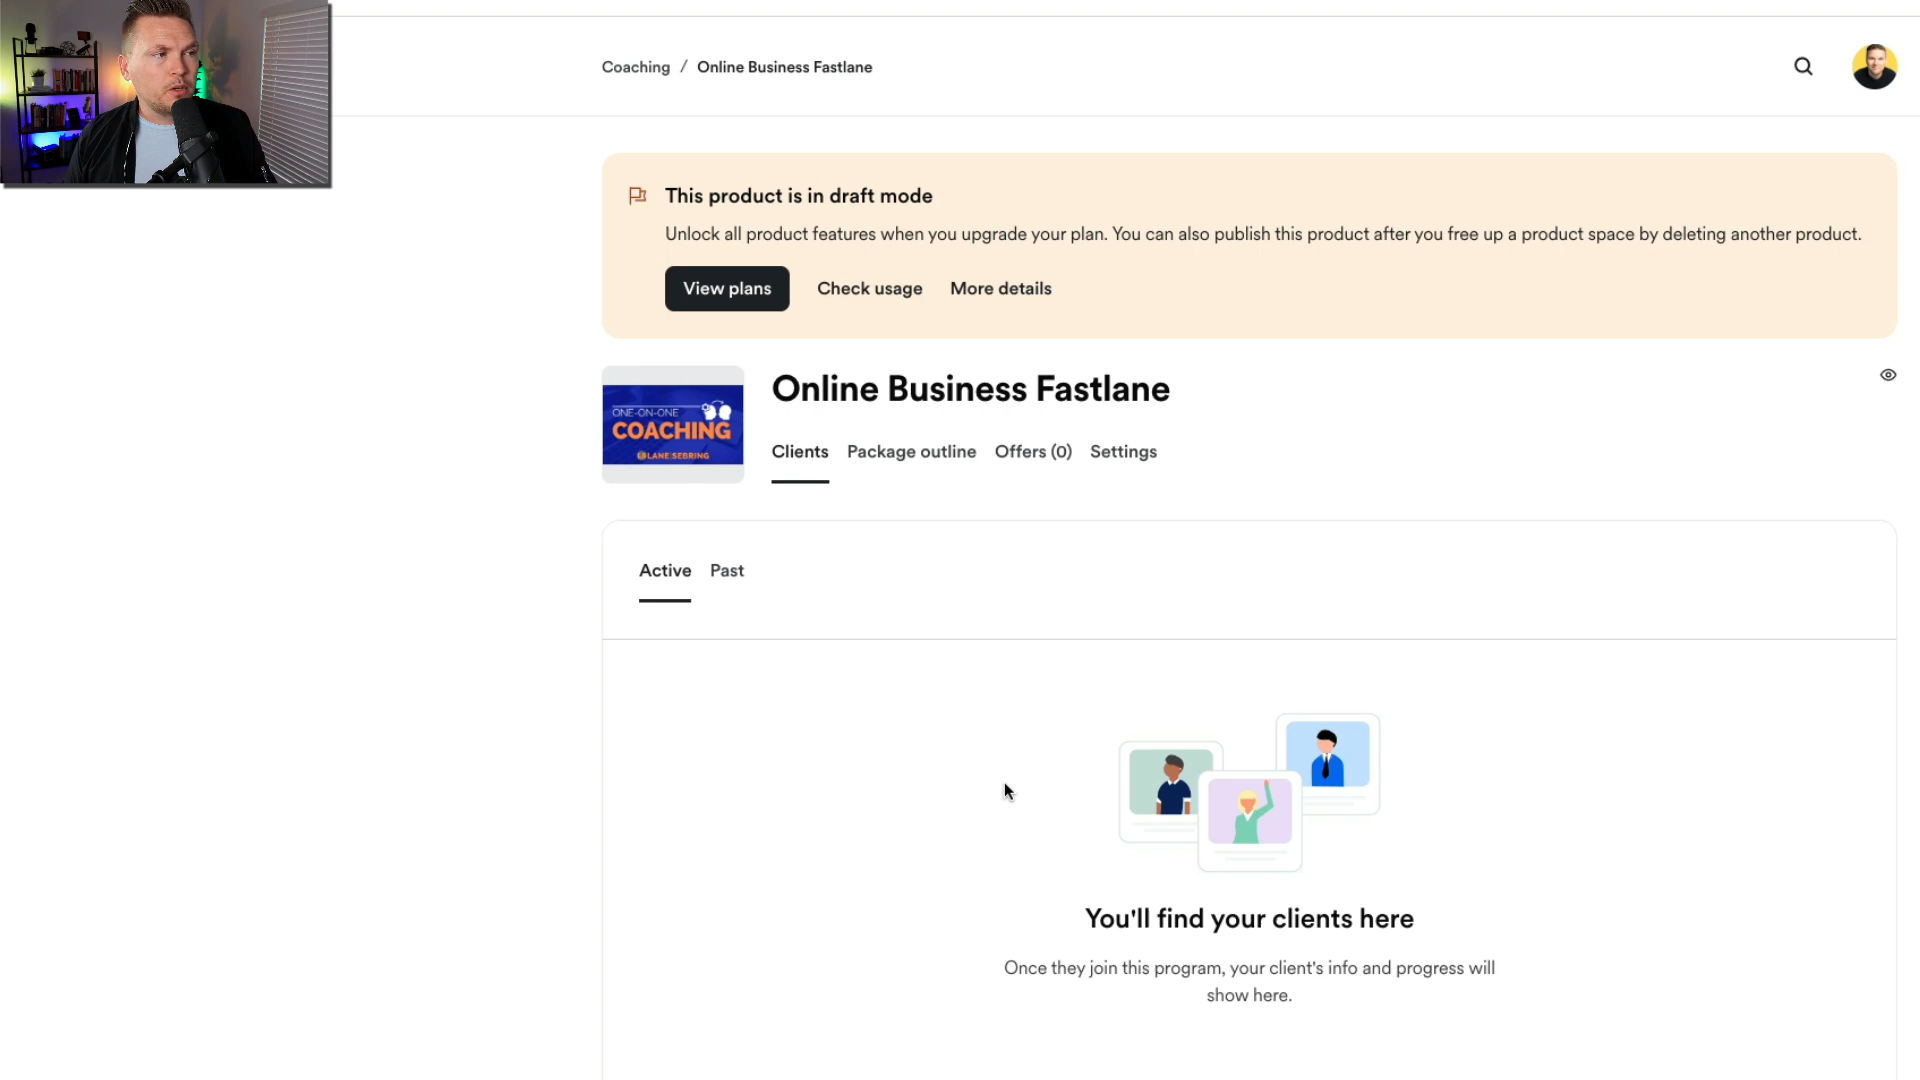 Coaching / Online Business Fastlane
This product is in draft mode
Unlock all product features when you upgrade your plan. You can also publish this product after you free up a product space by deleting another product.
View plans Check usage More details
ONE-ON-ONE
COACHING
LANE SEBRING
Online Business Fastlane
Clients Package outline Offers (0) Settings
Active Past
You'll find your clients here
Once they join this program, your client's info and progress will
show here.